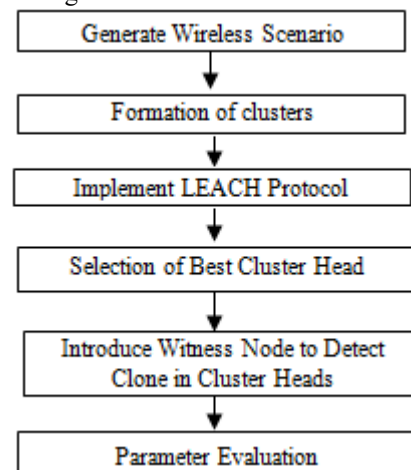 Generate Wireless Scenario
Formation of clusters
Implement LEACH Protocol
Selection of Best Cluster Head
Introduce Witness Node to Detect
Clone in Cluster Heads
Parameter Evaluation